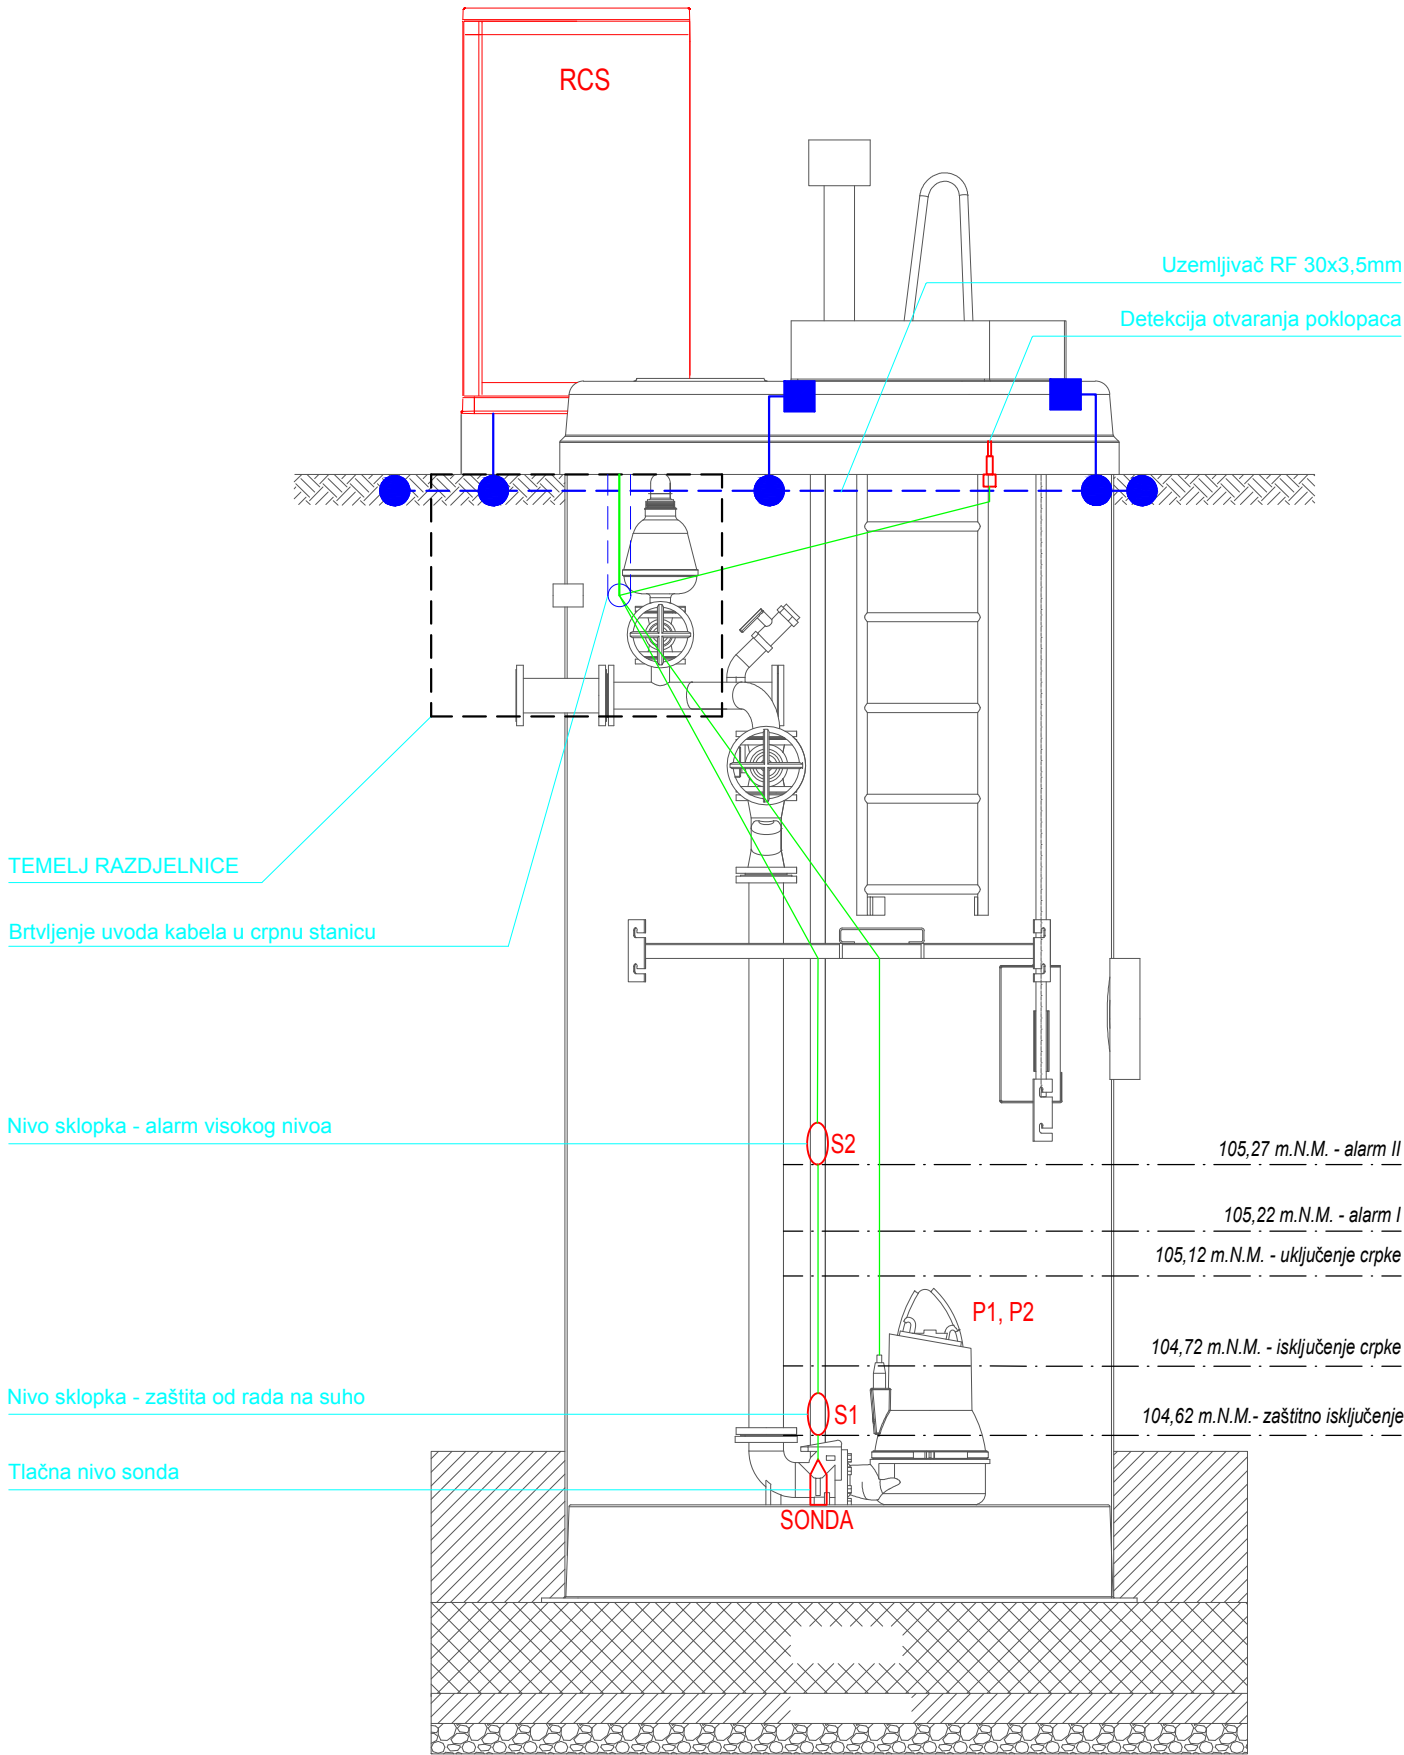 RCS
Uzemljivač RF 30x3,5mm
Detekcija otvaranja poklopaca
TEMELJ RAZDJELNICE
Brtvljenje uvoda kabela u crpnu stanicu
Nivo sklopka - alarm visokog nivoa
S2
105,27 m.N.M. - alarm II
105,22 m.N.M. - alarm I
105,12 m.N.M. - uključenje crpke
P1, P2
104,72 m.N.M. - isključenje crpke
Nivo sklopka - zaštita od rada na suho
S1
104,62 m.N.M.- zaštitno isključenje
Tlačna nivo sonda
SONDA